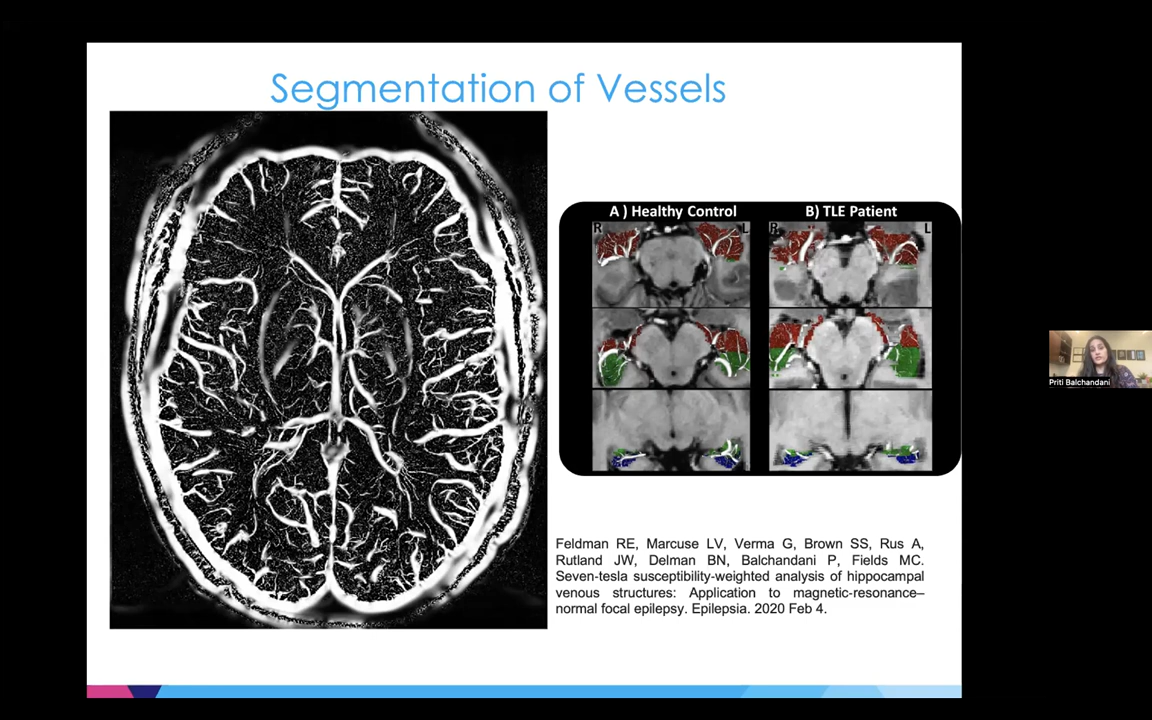 Segmentation of Vessels
A ) Healthy Control
B) TLE Patient
R
L
R
L
Feldman RE, Marcuse LV, Verma G, Brown SS, Rus A,
Rutland JW, Delman BN, Balchandani P, Fields MC.
Seven-tesla susceptibility-weighted analysis of hippocampal
venous structures: Application to magnetic-resonance–
normal focal epilepsy. Epilepsia. 2020 Feb 4.
Priti Balchandani